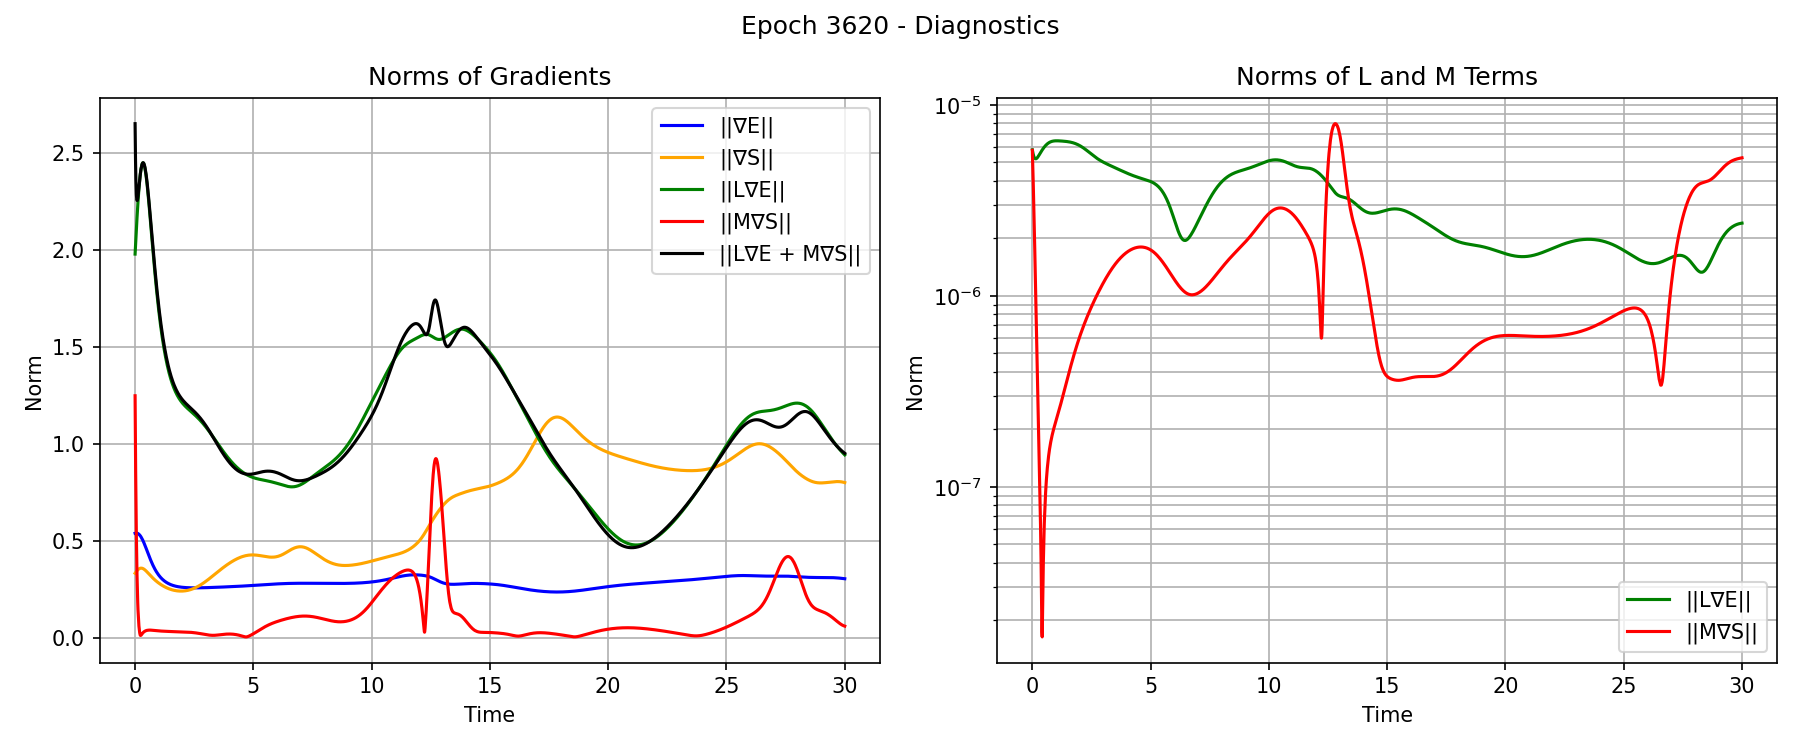 Epoch 3620 - Diagnostics
Norms of Gradients
Norm
2.5
2.0
1.5
1.0
0.5
0.0
0 5 10 15 20 25 30
Time
||∇E||
||∇S||
||L∇E||
||M∇S||
||L∇E + M∇S||
Norms of L and M Terms
Norm
10⁻⁵
10⁻⁶
10⁻⁷
0 5 10 15 20 25 30
Time
||L∇E||
||M∇S||